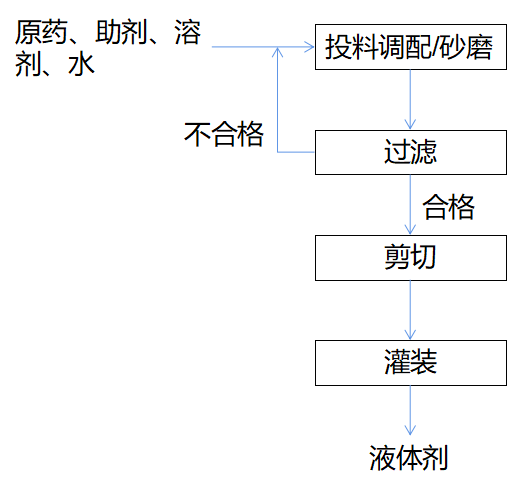 原药、助剂、溶
剂、水
投料调配/砂磨
不合格
过滤
合格
剪切
灌装
液体剂